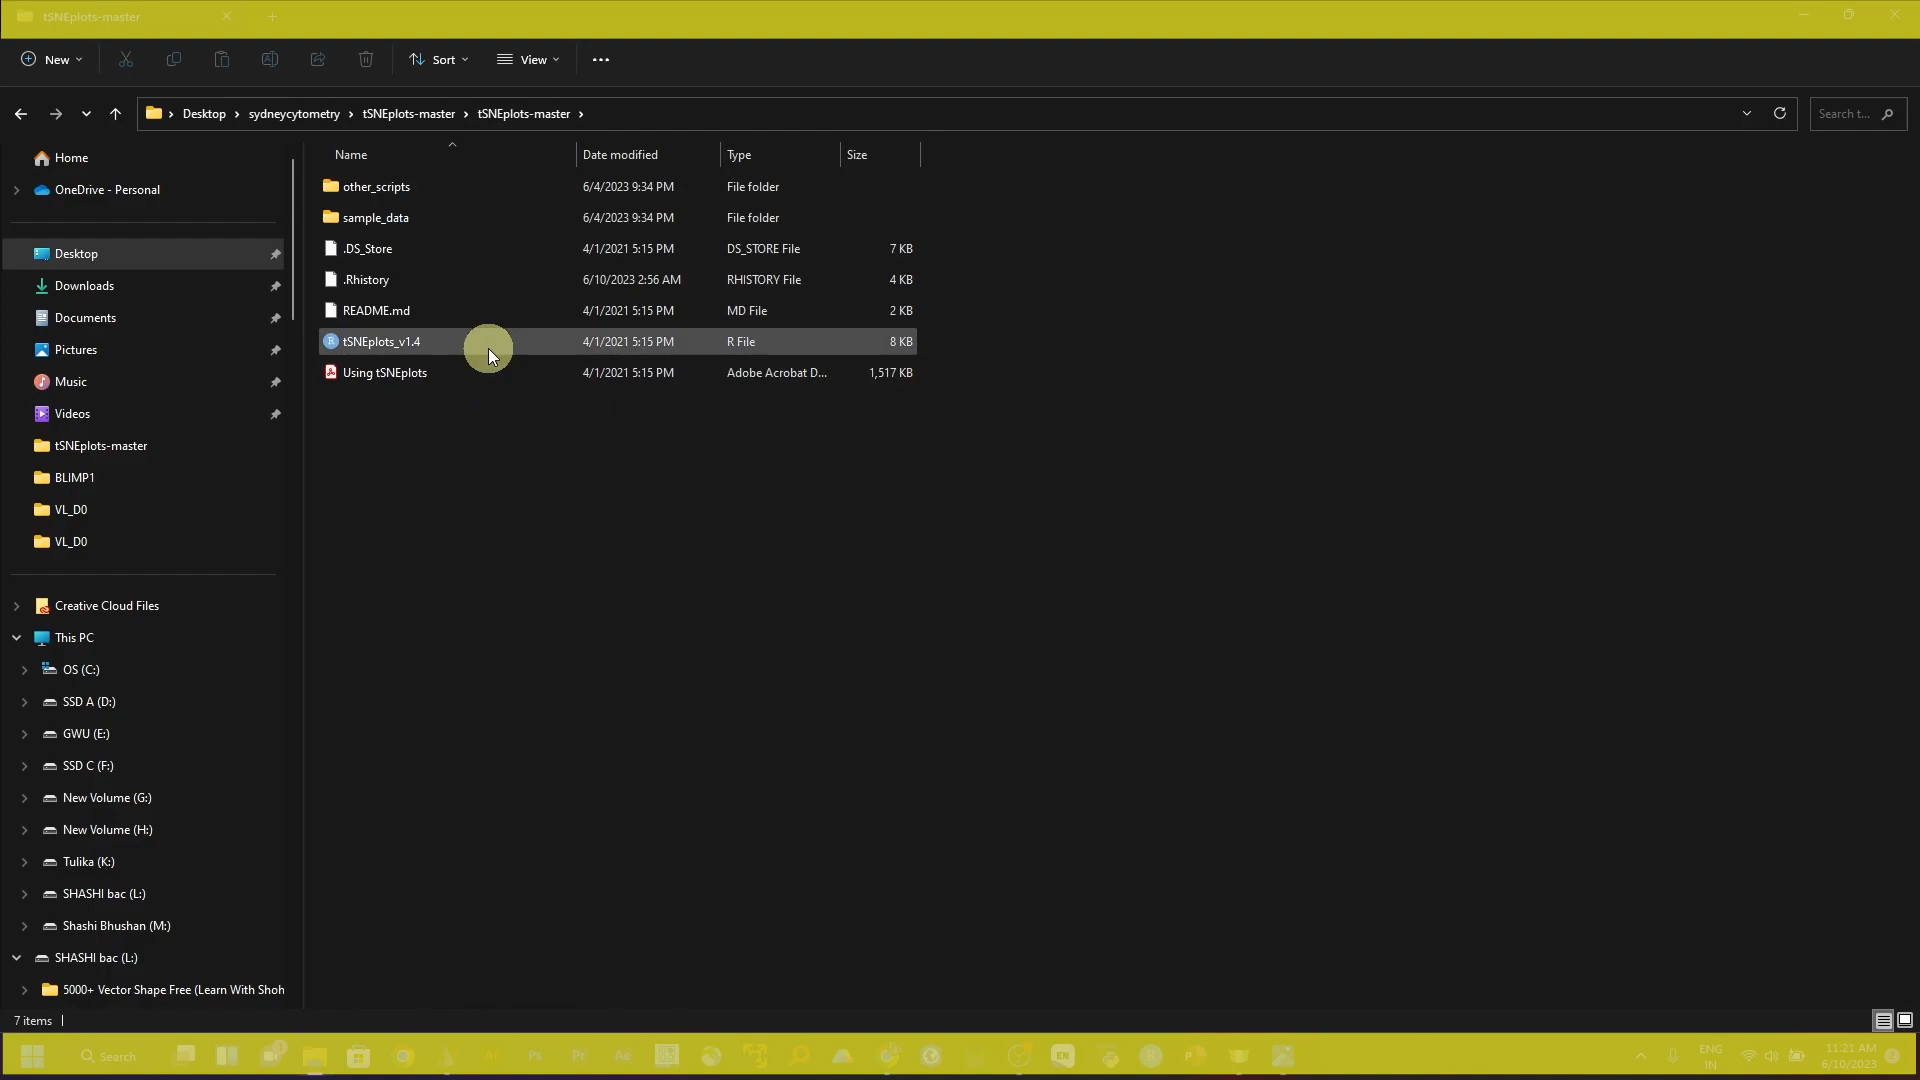 tSNEplots-master
New
Sort
View
Desktop
sydneycytometry
tSNEplots-master
tSNEplots-master
Search t...
Home
OneDrive - Personal
Desktop
Downloads
Documents
Pictures
Music
Videos
tSNEplots-master
BLIMP1
VL_D0
VL_D0
Creative Cloud Files
This PC
OS (C:)
SSD A (D:)
GWU (E:)
SSD C (F:)
New Volume (G:)
New Volume (H:)
Tulika (K:)
SHASHI bac (L:)
Shashi Bhushan (M:)
SHASHI bac (L:)
5000+ Vector Shape Free (Learn With Shoh
Name Date modified Type Size
other_scripts 6/4/2023 9:34 PM File folder
sample_data 6/4/2023 9:34 PM File folder
.DS_Store 4/1/2021 5:15 PM DS_STORE File 7 KB
.Rhistory 6/10/2023 2:56 AM RHISTORY File 4 KB
README.md 4/1/2021 5:15 PM MD File 2 KB
tSNEplots_v1.4 4/1/2021 5:15 PM R File 8 KB
Using tSNEplots 4/1/2021 5:15 PM Adobe Acrobat D... 1,517 KB
7 items
Search
Ps
Pr
Ae
EN
ENG
IN
11:21 AM
6/10/2023
2